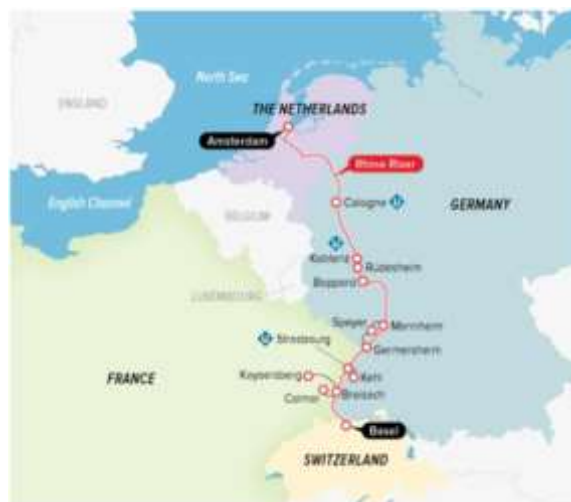 North Sea
ENGLAND
THE NETHERLANDS
Amsterdam
Rhine River
English Channel
Cologne
GERMANY
BELGIUM
Koblenz
Rüdesheim
Boppard
LUXEMBOURG
Speyer
Mannheim
Strasbourg
Germersheim
Kaysersberg
Kehl
FRANCE
Colmar
Breisach
Basel
SWITZERLAND